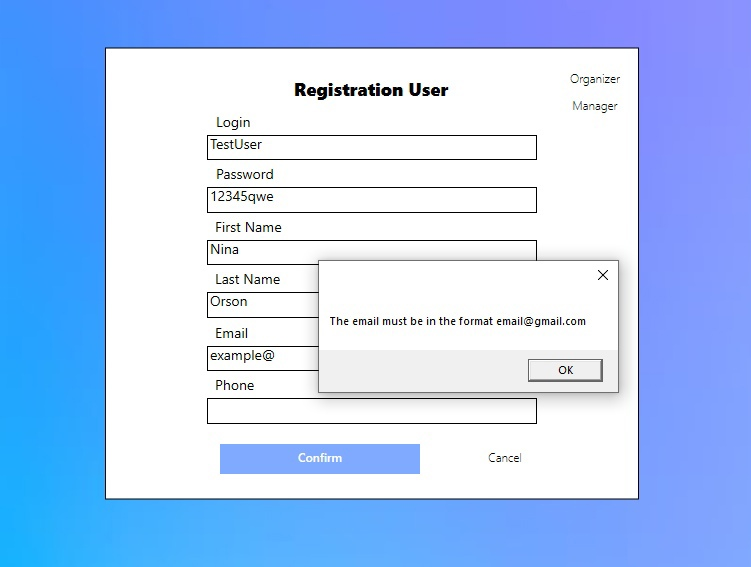 Organizer
Registration User
Manager
Login
TestUser
Password
12345qwe
First Name
Nina
Last Name
Orson
The email must be in the format email@gmail.com
Email
example@
OK
Phone
Confirm
Cancel